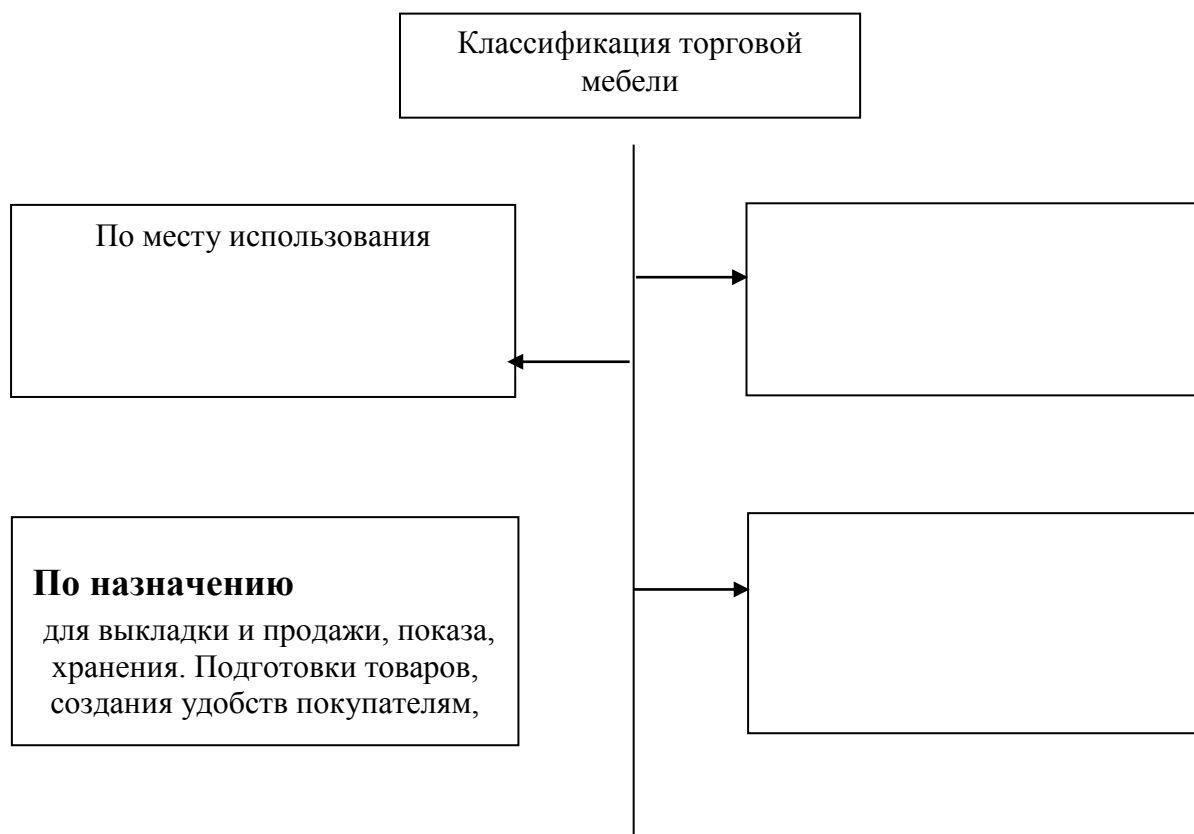 Классификация торговой
мебели
По месту использования
По назначению
для выкладки и продажи, показа,
хранения. Подготовки товаров,
создания удобств покупателям,